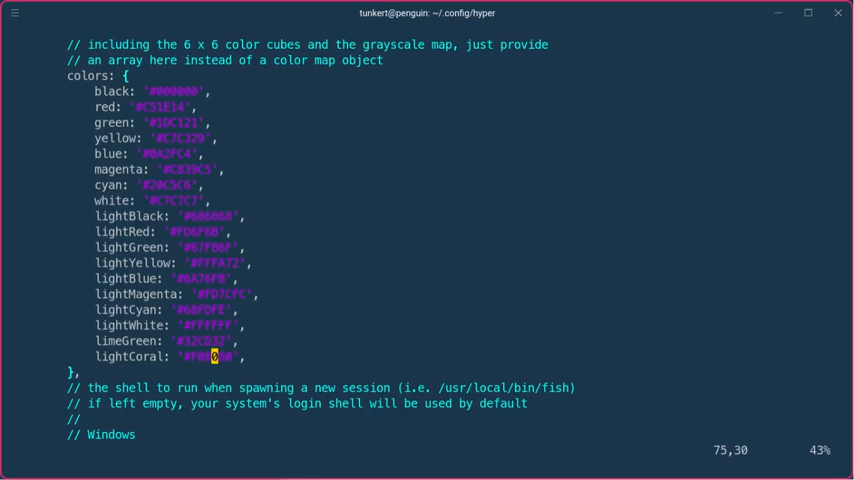 tunkert@penguin: ~/.config/hyper
// including the 6 x 6 color cubes and the grayscale map, just provide
// an array here instead of a color map object
colors: {
black: '#000000',
red: '#C51E14',
green: '#1DC121',
yellow: '#C7C329',
blue: '#0A2FC4',
magenta: '#C839C5',
cyan: '#20C5C6',
white: '#C7C7C7',
lightBlack: '#686868',
lightRed: '#FD6F6B',
lightGreen: '#67F86F',
lightYellow: '#FFFA72',
lightBlue: '#6A76FB',
lightMagenta: '#FD7CFC',
lightCyan: '#68FDFE',
lightWhite: '#FFFFFF',
limeGreen: '#32CD32',
lightCoral: '#F08080',
},
// the shell to run when spawning a new session (i.e. /usr/local/bin/fish)
// if left empty, your system's login shell will be used by default
//
// Windows
75,30 43%